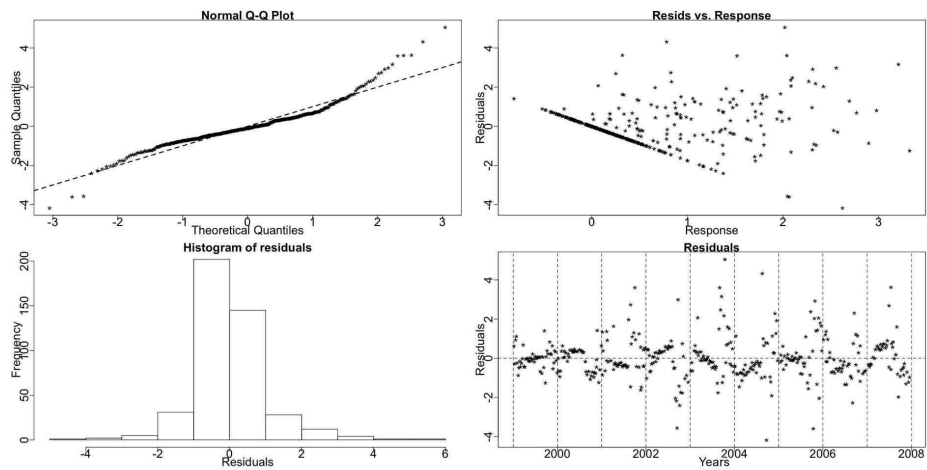 Normal Q-Q Plot
Sample Quantiles
-4 -2 0 2 4
-3 -2 -1 0 1 2 3
Theoretical Quantiles
Resids vs. Response
Residuals
-4 -2 0 2 4
0 1 2 3
Response
Histogram of residuals
Frequency
0 50 100 150 200
-4 -2 0 2 4 6
Residuals
Residuals
Residuals
-4 -2 0 2 4
2000 2002 2004 2006 2008
Years